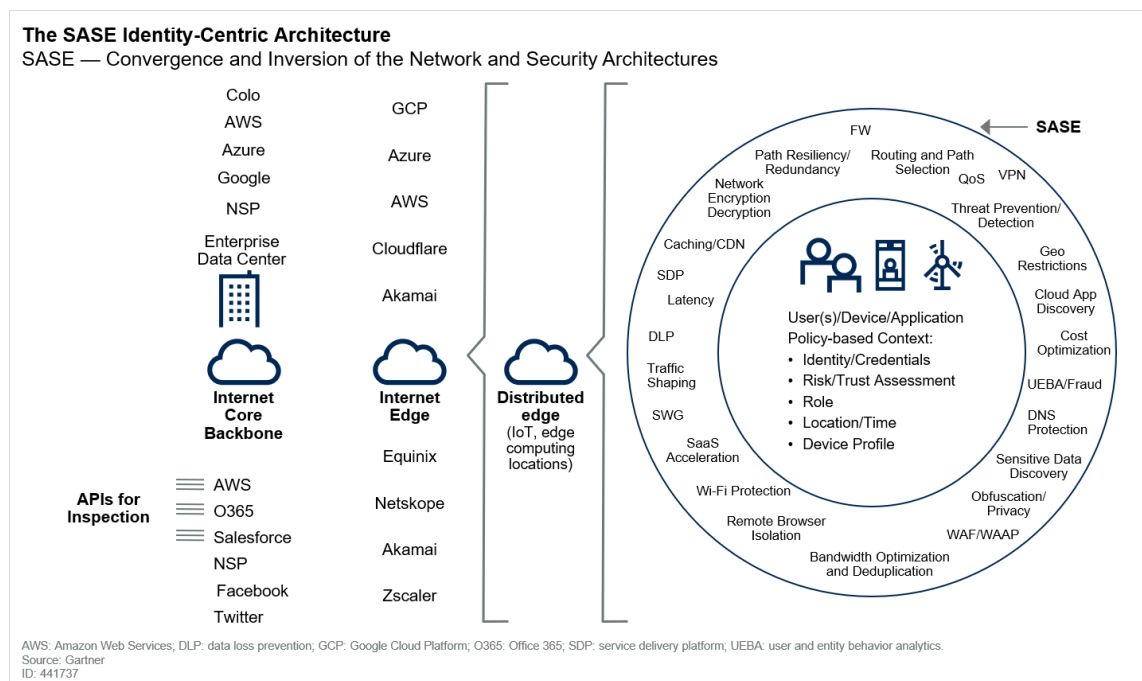 The SASE Identity-Centric Architecture
SASE — Convergence and Inversion of the Network and Security Architectures
Colo
AWS
Azure
Google
NSP
Enterprise
Data Center
Internet
Core
Backbone
APIs for
Inspection
AWS
O365
Salesforce
NSP
Facebook
Twitter
GCP
Azure
AWS
Cloudflare
Akamai
Internet
Edge
Equinix
Netskope
Akamai
Zscaler
Distributed
edge
(IoT, edge
computing
locations)
SASE
FW
Path Resiliency/
Redundancy
Routing and Path
Selection
QoS
VPN
Network
Encryption
Decryption
Threat Prevention/
Detection
Caching/CDN
Geo
Restrictions
SDP
Latency
Cloud App
Discovery
DLP
Cost
Optimization
Traffic
Shaping
UEBA/Fraud
SWG
DNS
Protection
SaaS
Acceleration
Sensitive Data
Discovery
Wi-Fi Protection
Obfuscation/
Privacy
Remote Browser
Isolation
WAF/WAAP
Bandwidth Optimization
and Deduplication
User(s)/Device/Application
Policy-based Context:
• Identity/Credentials
• Risk/Trust Assessment
• Role
• Location/Time
• Device Profile
AWS: Amazon Web Services; DLP: data loss prevention; GCP: Google Cloud Platform; O365: Office 365; SDP: service delivery platform; UEBA: user and entity behavior analytics.
Source: Gartner
ID: 441737